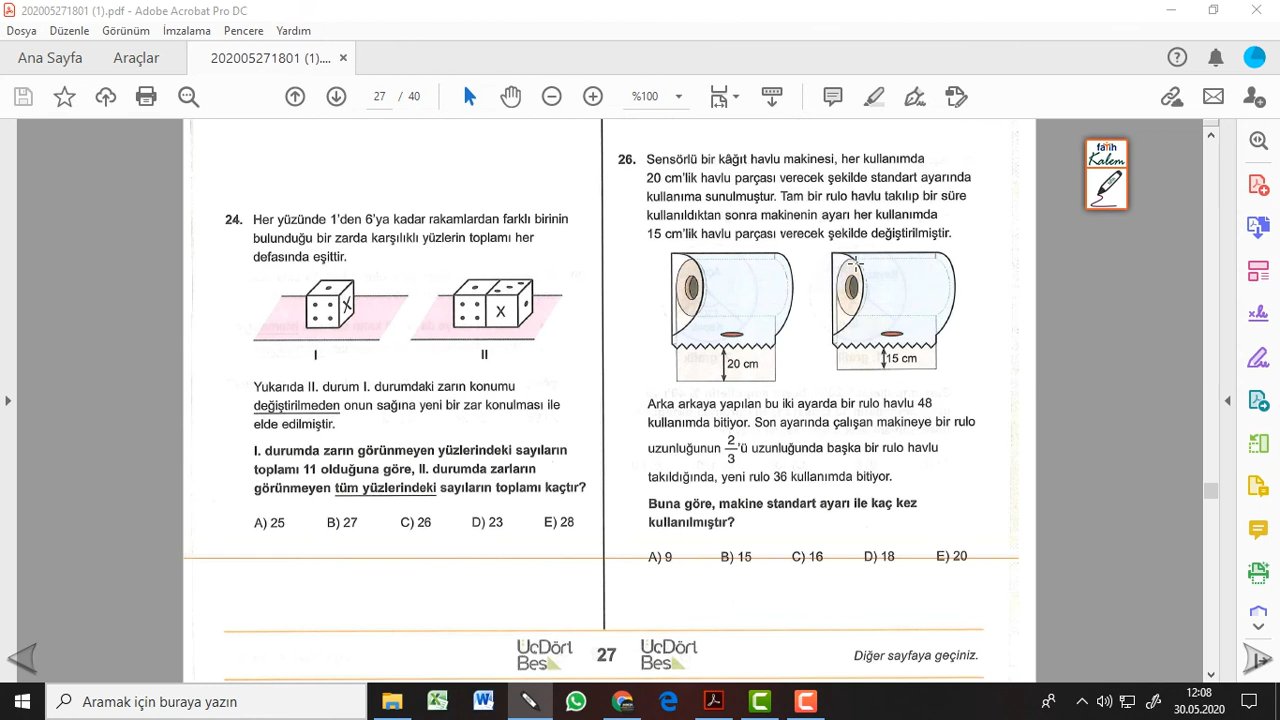 202005271801 (1).pdf - Adobe Acrobat Pro DC
Dosya Düzenle Görünüm İmzalama Pencere Yardım
Ana Sayfa Araçlar 202005271801 (1).... ×
27 / 40 %100
fatih
Kalem
24. Her yüzünde 1'den 6'ya kadar rakamlardan farklı birinin
bulunduğu bir zarda karşılıklı yüzlerin toplamı her
defasında eşittir.
X
X
I
II
Yukarıda II. durum I. durumdaki zarın konumu
değiştirilmeden onun sağına yeni bir zar konulması ile
elde edilmiştir.
I. durumda zarın görünmeyen yüzlerindeki sayıların
toplamı 11 olduğuna göre, II. durumda zarların
görünmeyen tüm yüzlerindeki sayıların toplamı kaçtır?
A) 25 B) 27 C) 26 D) 23 E) 28
26. Sensörlü bir kâğıt havlu makinesi, her kullanımda
20 cm'lik havlu parçası verecek şekilde standart ayarında
kullanıma sunulmuştur. Tam bir rulo havlu takılıp bir süre
kullanıldıktan sonra makinenin ayarı her kullanımda
15 cm'lik havlu parçası verecek şekilde değiştirilmiştir.
20 cm
15 cm
Arka arkaya yapılan bu iki ayarda bir rulo havlu 48
kullanımda bitiyor. Son ayarında çalışan makineye bir rulo
uzunluğunun 2/3'ü uzunluğunda başka bir rulo havlu
takıldığında, yeni rulo 36 kullanımda bitiyor.
Buna göre, makine standart ayarı ile kaç kez
kullanılmıştır?
A) 9 B) 15 C) 16 D) 18 E) 20
ÜçDört
Beş
27
ÜçDört
Beş
Diğer sayfaya geçiniz.
Aramak için buraya yazın
12:08
30.05.2020